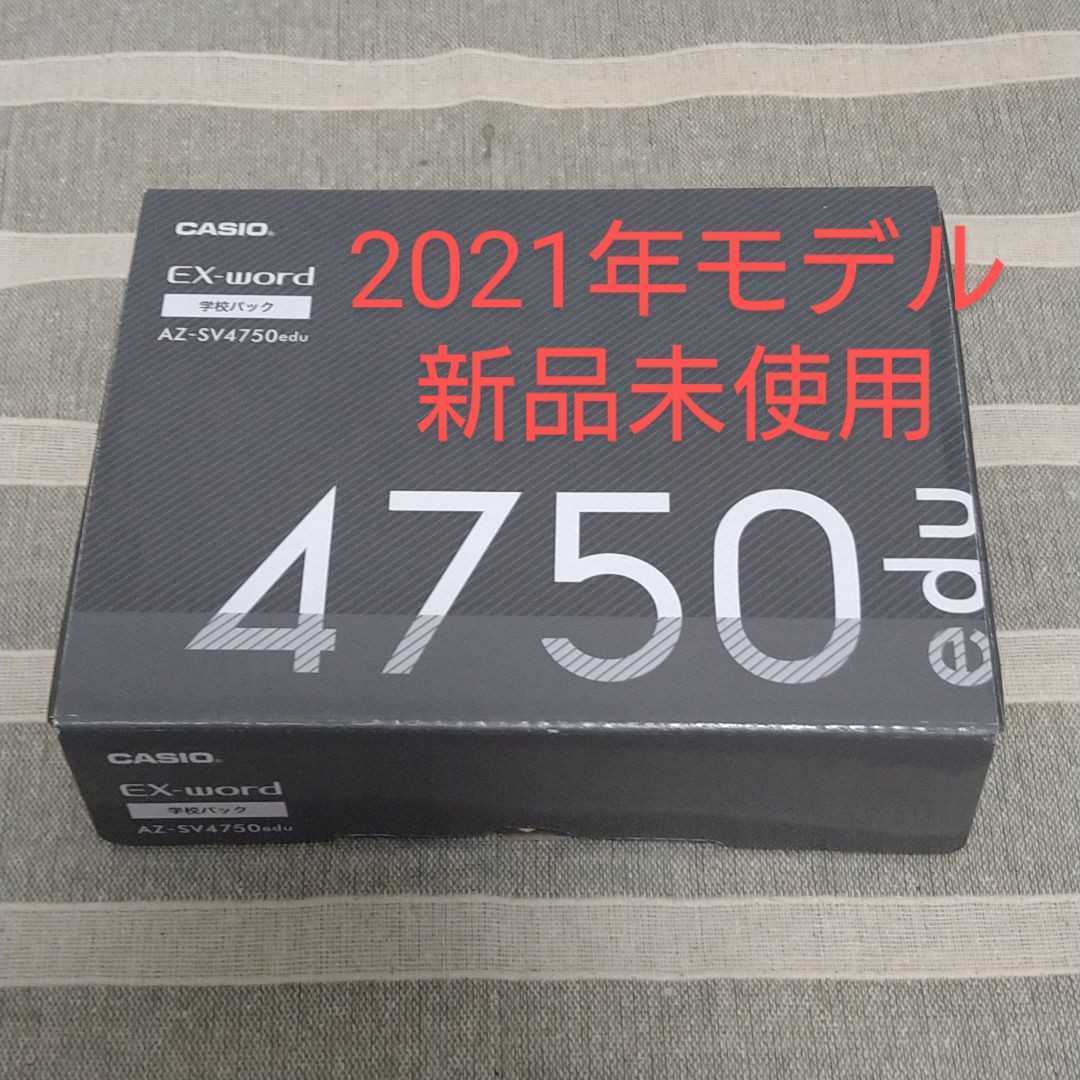 CASIO
EX-word
学校パック
AZ-SV4750edu
2021年モデル
新品未使用
4750edu
CASIO
EX-word
学校パック
AZ-SV4750edu